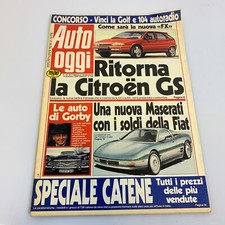 CONCORSO - Vinci la Golf e 104 autoradio
Auto
oggi
Come sarà la nuova «FX»
Ritorna
la Citroën GS
Le auto
di Gorby
Una nuova Maserati
con i soldi della Fiat
SPECIALE CATENE
Tutti i prezzi
delle più
vendute